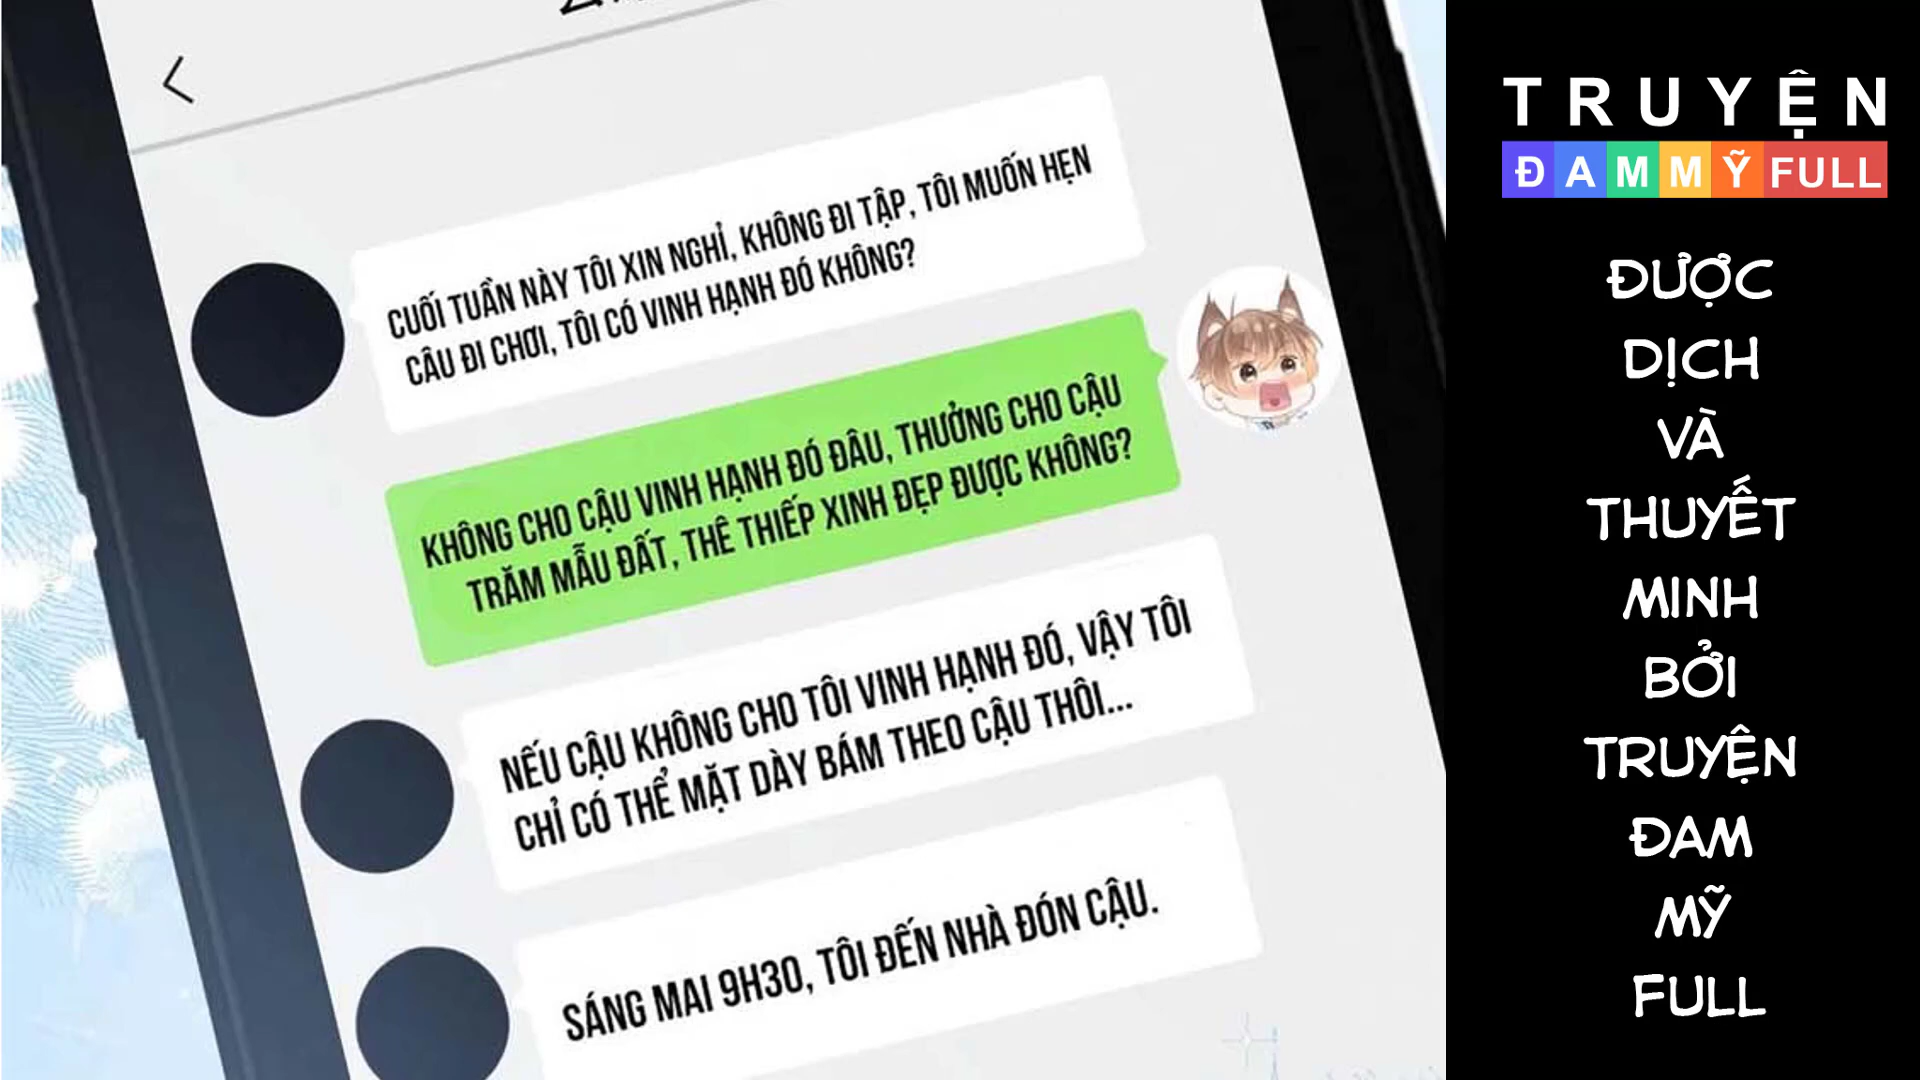 CUỐI TUẦN NÀY TÔI XIN NGHỈ, KHÔNG ĐI TẬP, TÔI MUỐN HẸN
CÂU ĐI CHƠI, TÔI CÓ VINH HẠNH ĐÓ KHÔNG?
KHÔNG CHO CẬU VINH HẠNH ĐÓ ĐÂU, THƯỞNG CHO CẬU
TRĂM MẪU ĐẤT, THÊ THIẾP XINH ĐẸP ĐƯỢC KHÔNG?
NẾU CẬU KHÔNG CHO TÔI VINH HẠNH ĐÓ, VẬY TÔI
CHỈ CÓ THỂ MẶT DÀY BÁM THEO CẬU THÔI...
SÁNG MAI 9H30, TÔI ĐẾN NHÀ ĐÓN CẬU.
TRUYỆN
ĐAMMỸFULL
ĐƯỢC
DỊCH
VÀ
THUYẾT
MINH
BỞI
TRUYỆN
ĐAM
MỸ
FULL